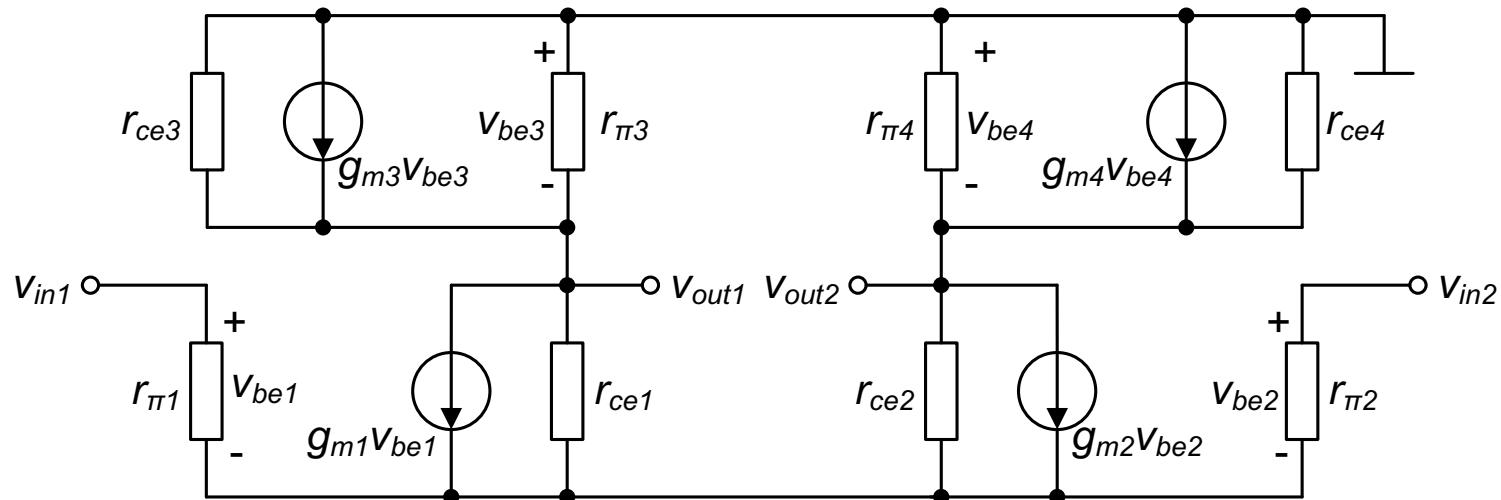 + +
r_ce3 v_be3 r_π3 r_π4 v_be4 r_ce4
g_m3v_be3 - - g_m4v_be4
v_in1 v_out1 v_out2 v_in2
+ +
r_π1 v_be1 r_ce1 r_ce2 v_be2 r_π2
- g_m1v_be1 g_m2v_be2 -